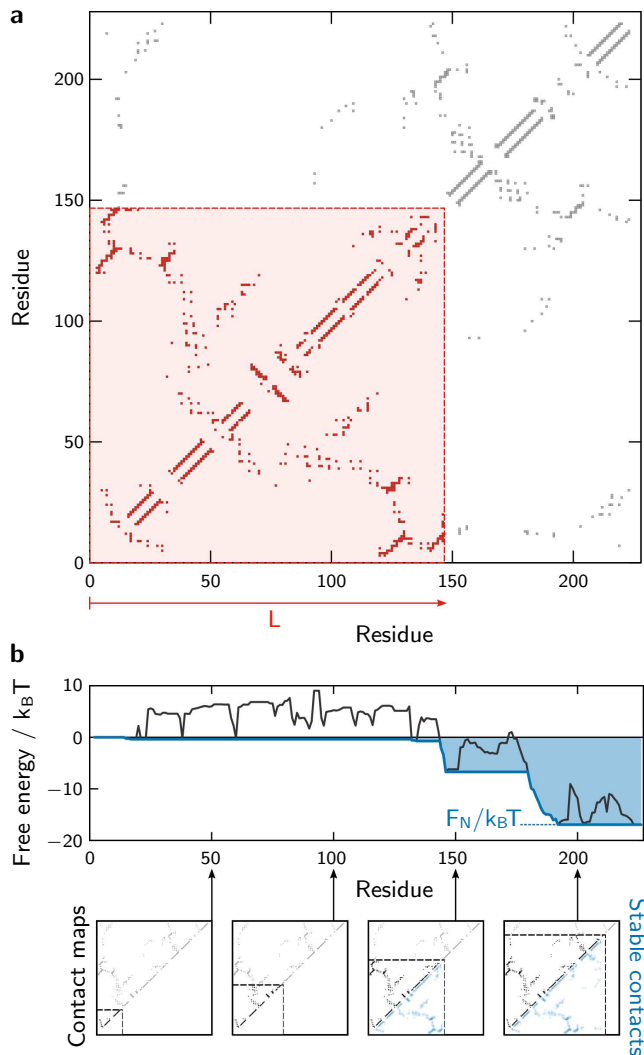 a
200
150
100
50
0
Residue
0 50 100 150 200
L
Residue
b
10
0
−10
−20
Free energy / kBT
FN/kBT
0 50 100 150 200
Residue
Contact maps
Stable contacts